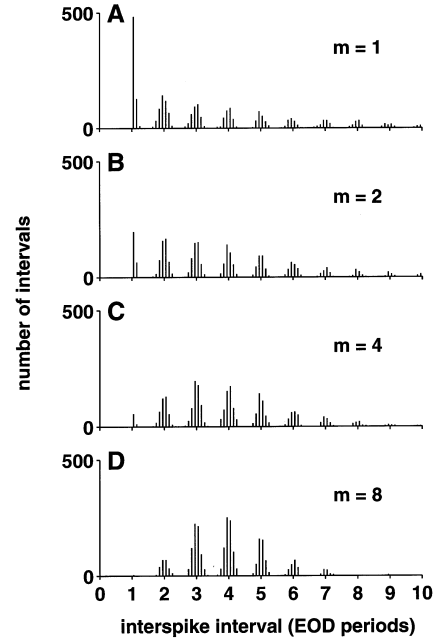 A
500
m = 1
0
B
500
m = 2
0
number of intervals
C
500
m = 4
0
D
500
m = 8
0
0 1 2 3 4 5 6 7 8 9 10
interspike interval (EOD periods)